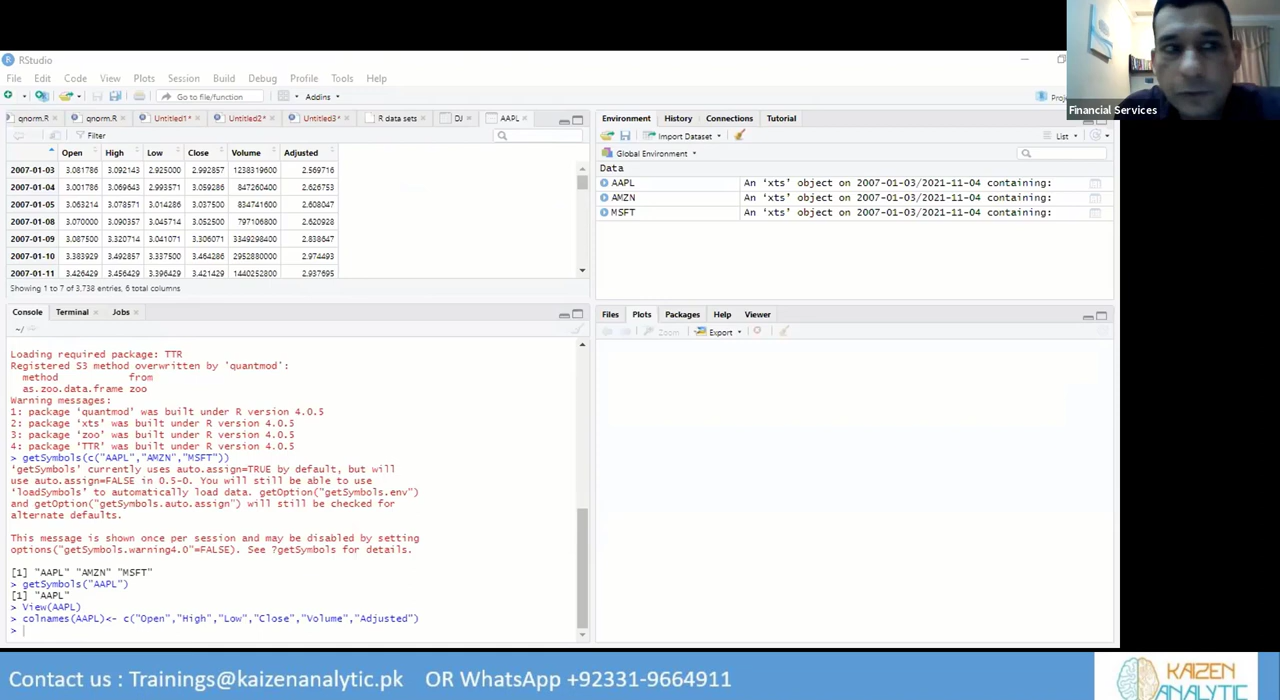 RStudio
File Edit Code View Plots Session Build Debug Profile Tools Help
Go to file/function Addins
Financial Services
qnorm.R qnorm.R Untitled1* Untitled2* Untitled3* R data sets DJ AAPL
Filter
Open High Low Close Volume Adjusted
2007-01-03 3.081786 3.092143 2.925000 2.992857 1238319600 2.569716
2007-01-04 3.001786 3.069643 2.993571 3.059286 847260400 2.626753
2007-01-05 3.063214 3.078571 3.014286 3.037500 834741600 2.608047
2007-01-08 3.070000 3.090357 3.045714 3.052500 797106800 2.620928
2007-01-09 3.087500 3.320714 3.041071 3.306071 3349298400 2.838647
2007-01-10 3.383929 3.492857 3.337500 3.464286 2952880000 2.974493
2007-01-11 3.426429 3.456429 3.396429 3.421429 1440252800 2.937695
Showing 1 to 7 of 3,738 entries, 6 total columns
Environment History Connections Tutorial
Import Dataset List
Global Environment
Data
AAPL An 'xts' object on 2007-01-03/2021-11-04 containing:
AMZN An 'xts' object on 2007-01-03/2021-11-04 containing:
MSFT An 'xts' object on 2007-01-03/2021-11-04 containing:
Console Terminal Jobs
~/
Loading required package: TTR
Registered S3 method overwritten by 'quantmod':
method from
as.zoo.data.frame zoo
Warning messages:
1: package ‘quantmod’ was built under R version 4.0.5
2: package ‘xts’ was built under R version 4.0.5
3: package ‘zoo’ was built under R version 4.0.5
4: package ‘TTR’ was built under R version 4.0.5
> getSymbols(c("AAPL","AMZN","MSFT"))
‘getSymbols’ currently uses auto.assign=TRUE by default, but will
use auto.assign=FALSE in 0.5-0. You will still be able to use
‘loadSymbols’ to automatically load data. getOption("getSymbols.env")
and getOption("getSymbols.auto.assign") will still be checked for
alternate defaults.
This message is shown once per session and may be disabled by setting
options("getSymbols.warning4.0"=FALSE). See ?getSymbols for details.
[1] "AAPL" "AMZN" "MSFT"
> getSymbols("AAPL")
[1] "AAPL"
> View(AAPL)
> colnames(AAPL)<- c("Open","High","Low","Close","Volume","Adjusted")
>
Files Plots Packages Help Viewer
Zoom Export
Contact us : Trainings@kaizenanalytic.pk OR WhatsApp +92331-9664911
KAIZEN
ANALYTIC